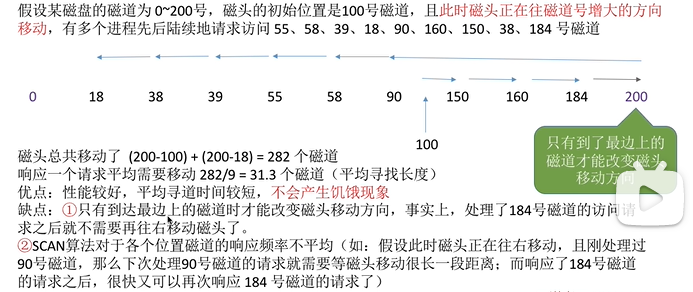 假设某磁盘的磁道为 0~200号，磁头的初始位置是100号磁道，且此时磁头正在往磁道号增大的方向
移动，有多个进程先后陆续地请求访问 55、58、39、18、90、160、150、38、184 号磁道
0 18 38 39 55 58 90 150 160 184 200
100
只有到了最边上的
磁道才能改变磁头
移动方向
磁头总共移动了 (200-100) + (200-18) = 282 个磁道
响应一个请求平均需要移动 282/9 = 31.3 个磁道（平均寻找长度）
优点：性能较好，平均寻道时间较短，不会产生饥饿现象
缺点：①只有到达最边上的磁道时才能改变磁头移动方向，事实上，处理了184号磁道的访问请
求之后就不需要再往右移动磁头了。
②SCAN算法对于各个位置磁道的响应频率不平均（如：假设此时磁头正在往右移动，且刚处理过
90号磁道，那么下次处理90号磁道的请求就需要等磁头移动很长一段距离；而响应了184号磁道
的请求之后，很快又可以再次响应 184 号磁道的请求了）